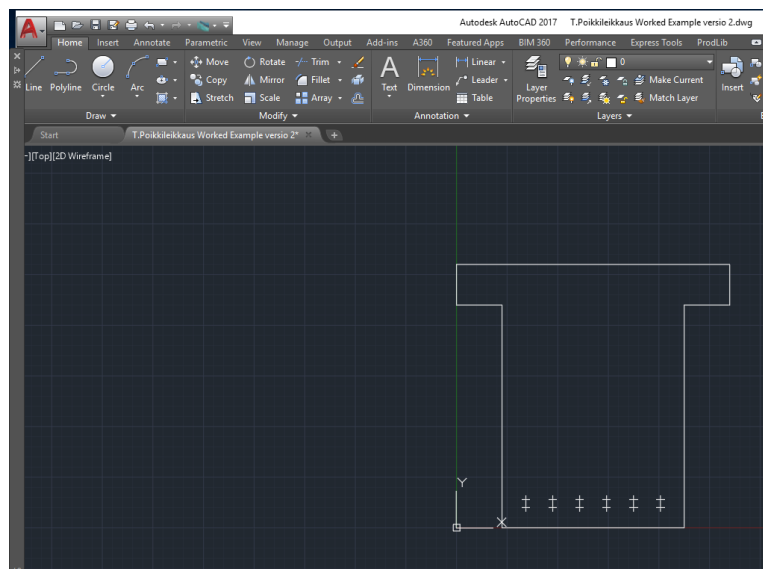 Autodesk AutoCAD 2017 T.Poikkileikkaus Worked Example versio 2.dwg
Home Insert Annotate Parametric View Manage Output Add-ins A360 Featured Apps BIM 360 Performance Express Tools ProdLib
Move Rotate Trim Linear 0
Line Polyline Circle Arc Copy Mirror Fillet Text Dimension Leader Layer Properties Make Current Insert
Stretch Scale Array Table Match Layer
Draw Modify Annotation Layers
Start T.Poikkileikkaus Worked Example versio 2*
-][Top][2D Wireframe]
Y
X